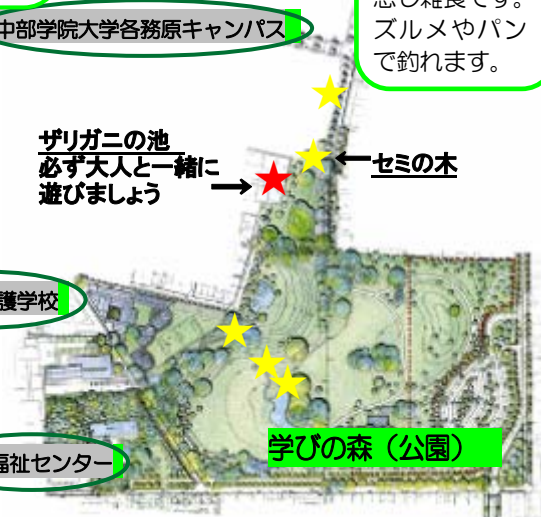 中部学院大学各務原キャンパス
ズルメやパン
で釣れます。
ザリガニの池
必ず大人と一緒に
遊びましょう
セミの木
護学校
福祉センター
学びの森（公園）